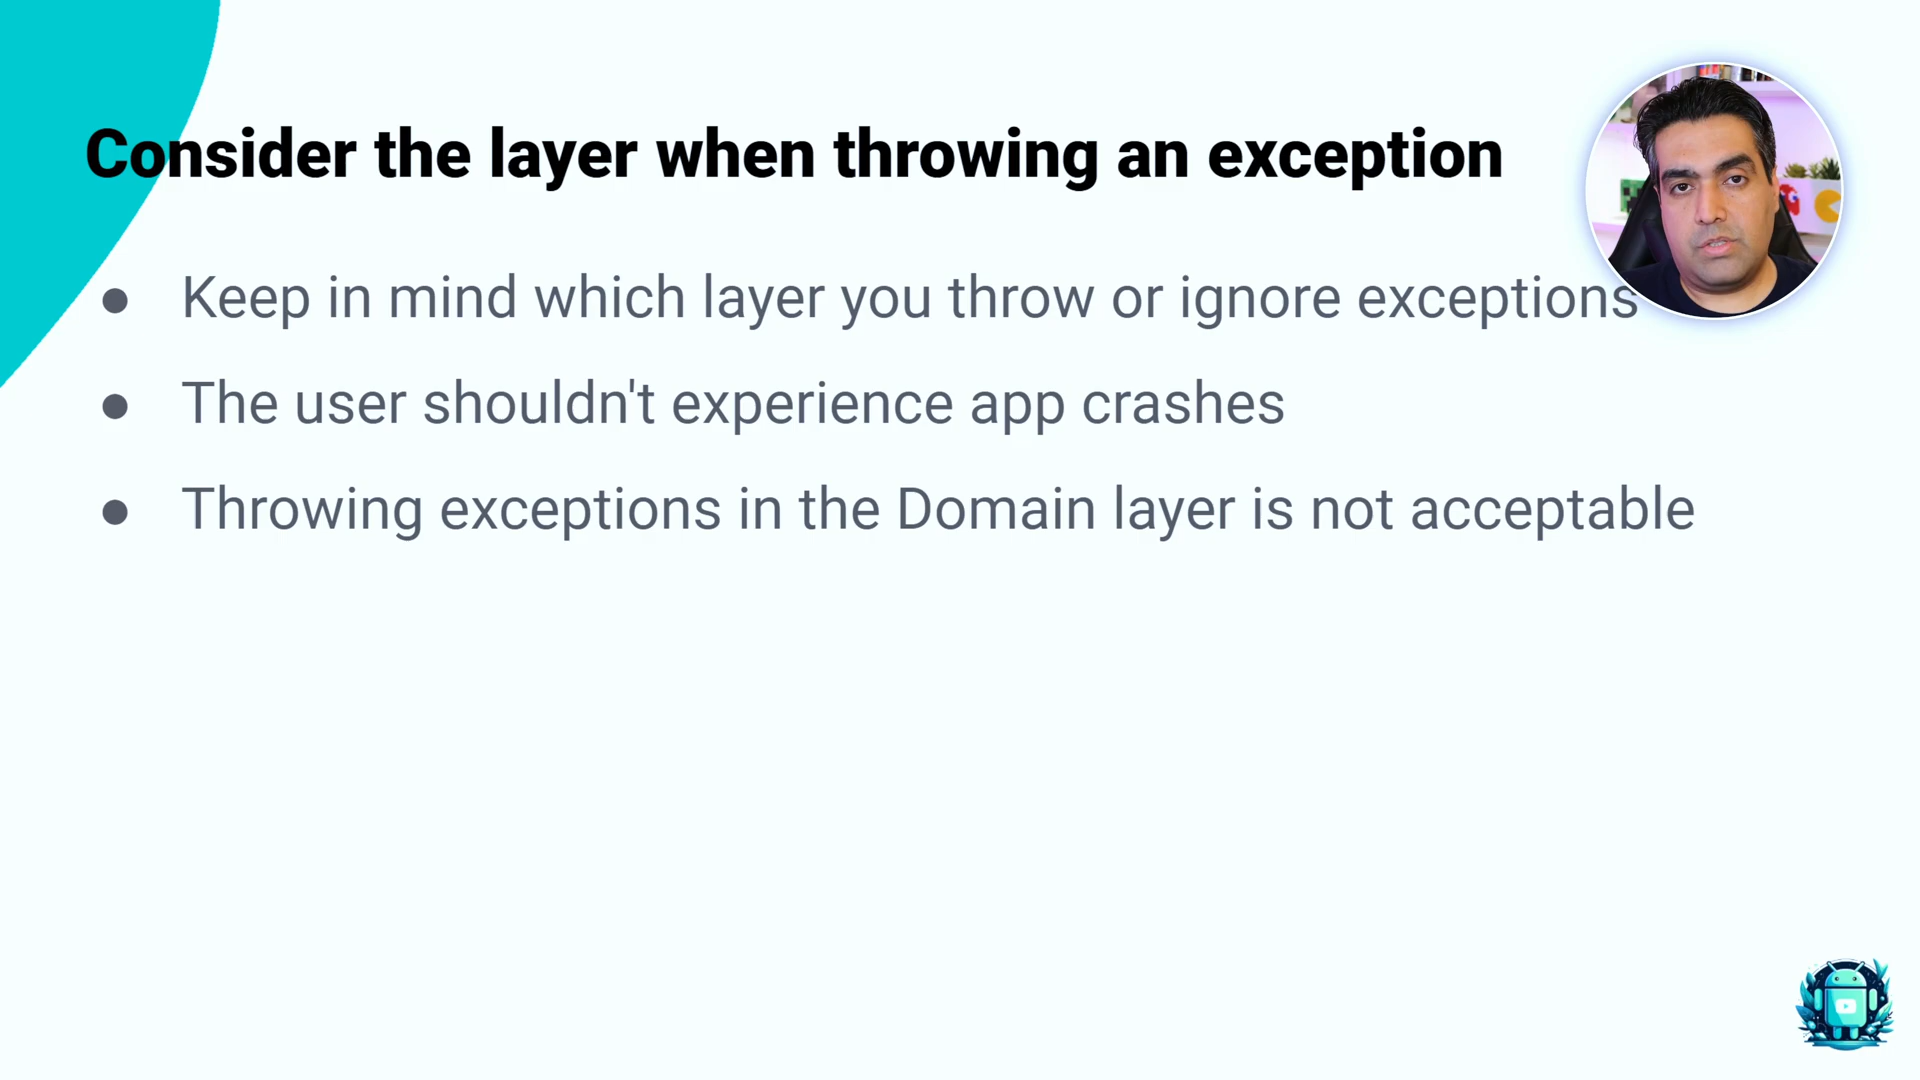 Consider the layer when throwing an exception
● Keep in mind which layer you throw or ignore exceptions
● The user shouldn't experience app crashes
● Throwing exceptions in the Domain layer is not acceptable